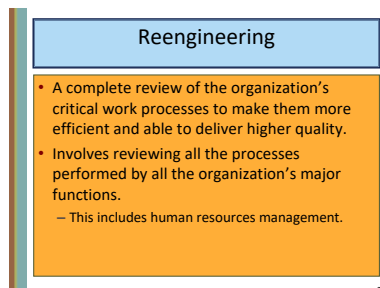 Reengineering
• A complete review of the organization's
critical work processes to make them more
efficient and able to deliver higher quality.
• Involves reviewing all the processes
performed by all the organization's major
functions.
– This includes human resources management.